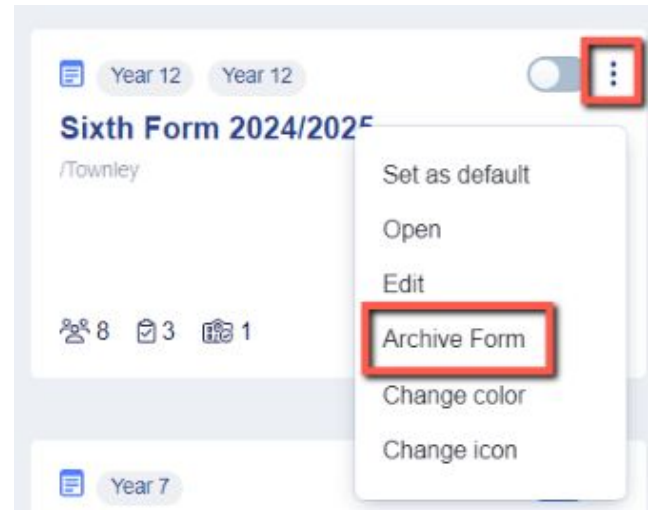 Year 12 Year 12
Sixth Form 2024/2025
/Townley
Set as default
Open
Edit
8 3 1
Archive Form
Change color
Change icon
Year 7